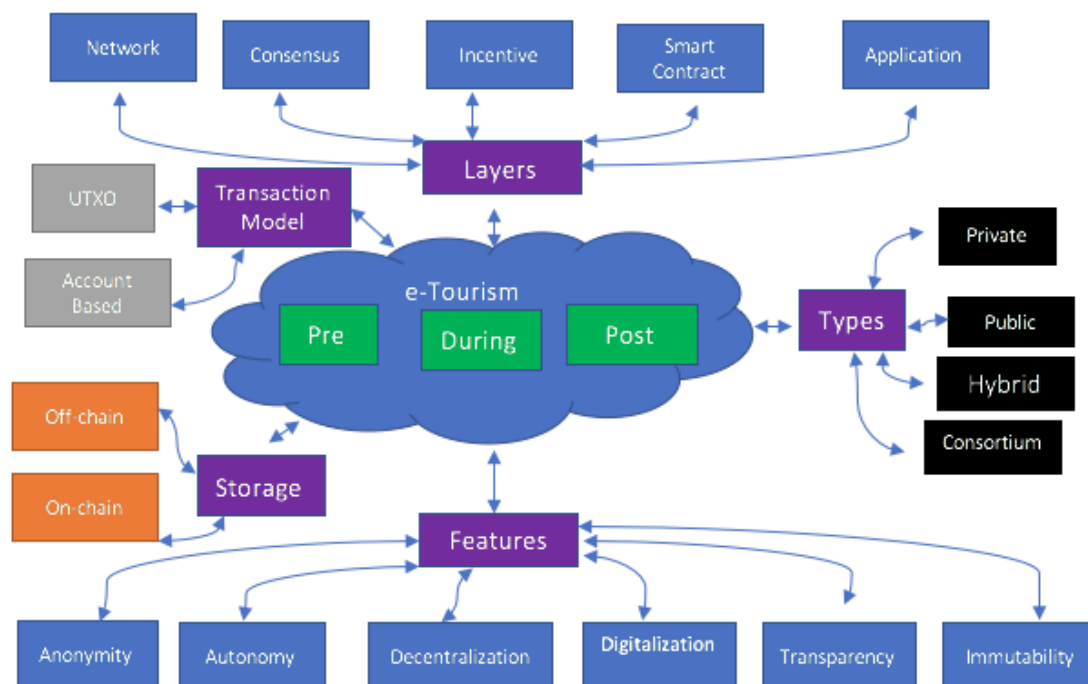 Network
Consensus
Incentive
Smart
Contract
Application
Layers
UTXO
Transaction
Model
Account
Based
Private
Public
Hybrid
Consortium
Types
e-Tourism
Pre
During
Post
Off-chain
On-chain
Storage
Features
Anonymity
Autonomy
Decentralization
Digitalization
Transparency
Immutability